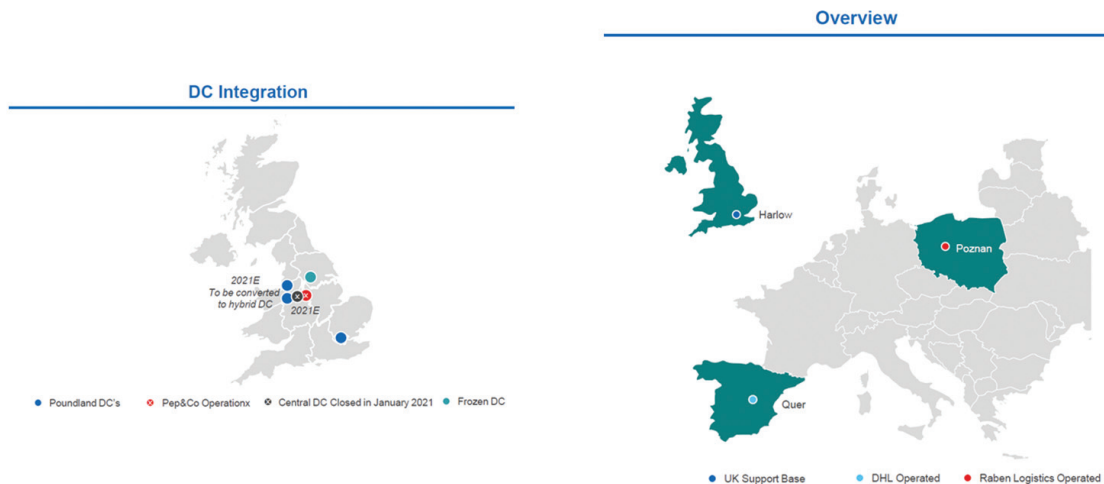 DC Integration
2021E
To be converted
to hybrid DC
2021E
Poundland DC's
Pep&Co Operationx
Central DC Closed in January 2021
Frozen DC
Overview
Harlow
Poznan
Quer
UK Support Base
DHL Operated
Raben Logistics Operated